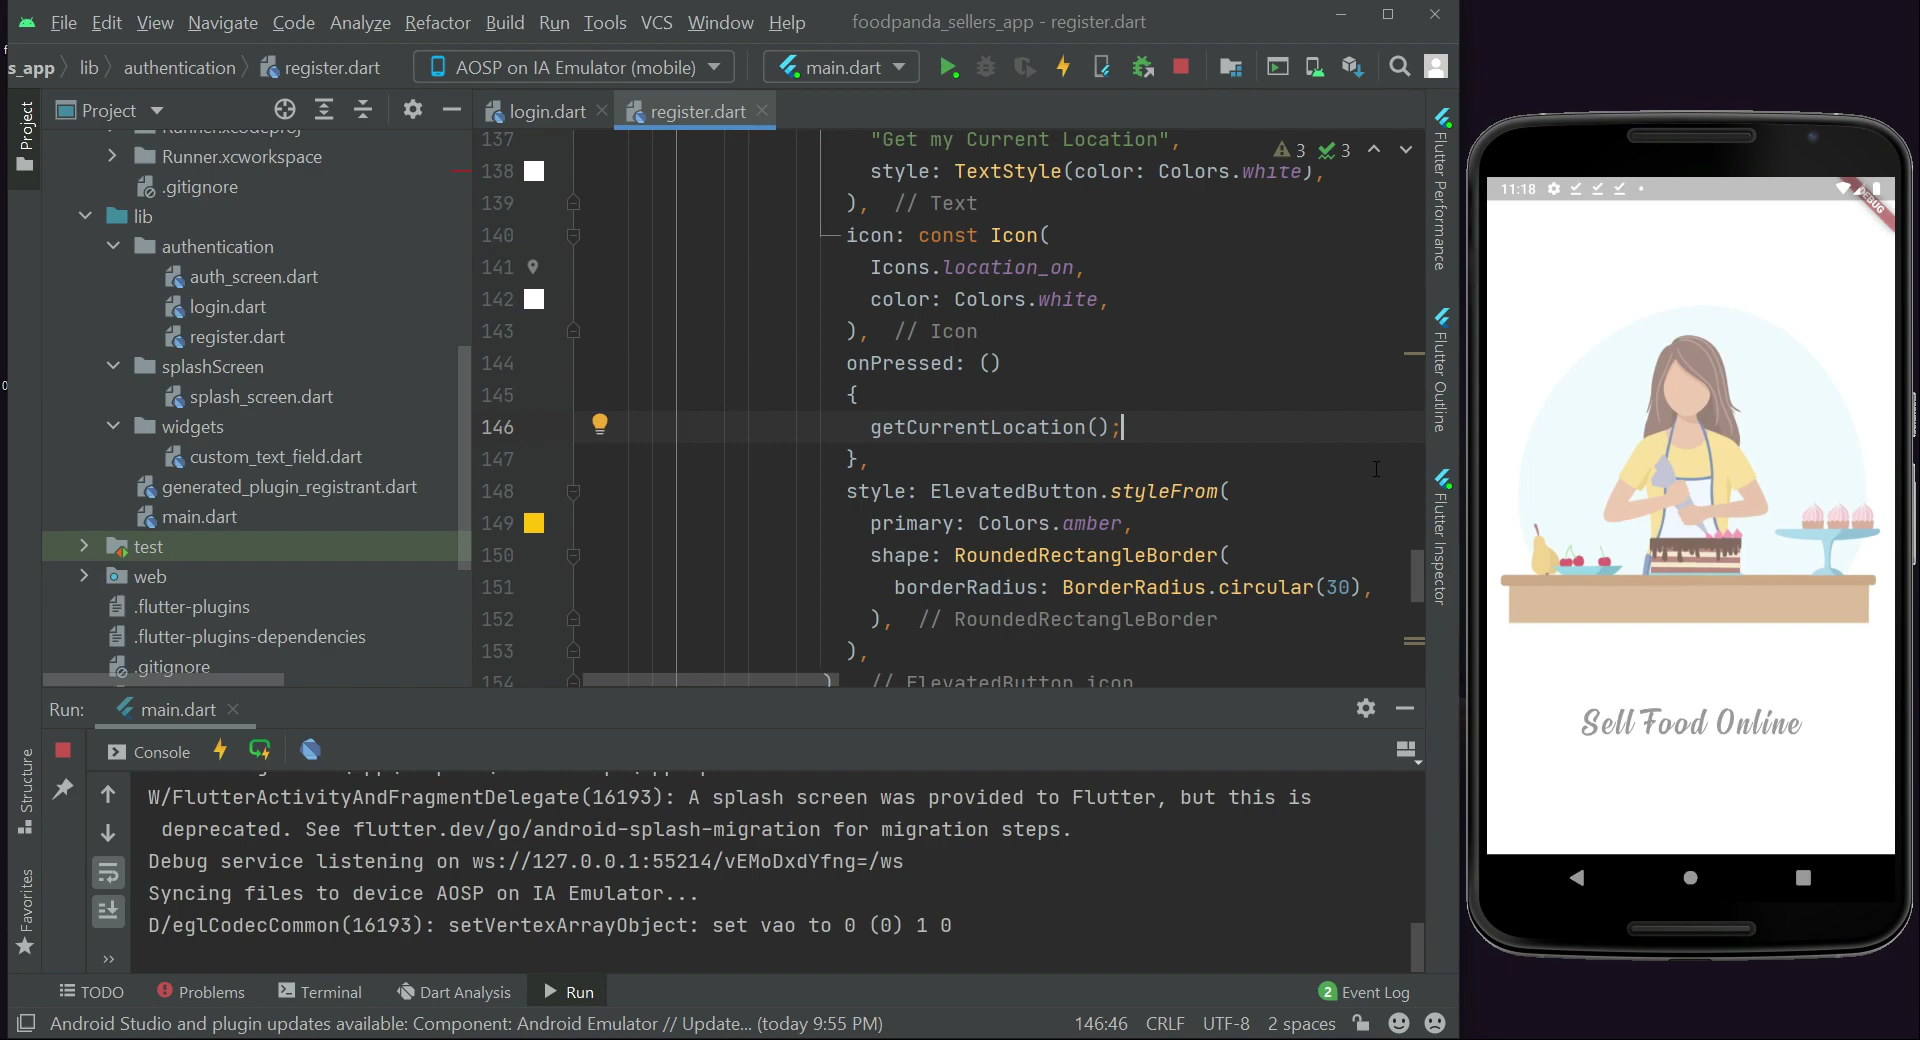 File Edit View Navigate Code Analyze Refactor Build Run Tools VCS Window Help foodpanda_sellers_app - register.dart
s_app lib authentication register.dart AOSP on IA Emulator (mobile) main.dart
Project
login.dart
register.dart
Runner.xcodeproj
Runner.xcworkspace
.gitignore
lib
authentication
auth_screen.dart
login.dart
register.dart
splashScreen
splash_screen.dart
widgets
custom_text_field.dart
generated_plugin_registrant.dart
main.dart
test
web
.flutter-plugins
.flutter-plugins-dependencies
.gitignore
Project
Structure
Favorites
137 "Get my Current Location",
3 3
138 style: TextStyle(color: Colors.white),
139 ), // Text
140 icon: const Icon(
141 Icons.location_on,
142 color: Colors.white,
143 ), // Icon
144 onPressed: ()
145 {
146 getCurrentLocation();
147 },
148 style: ElevatedButton.styleFrom(
149 primary: Colors.amber,
150 shape: RoundedRectangleBorder(
151 borderRadius: BorderRadius.circular(30),
152 ), // RoundedRectangleBorder
153 ),
154 ) // ElevatedButton.icon
Flutter Performance
Flutter Outline
Flutter Inspector
Run: main.dart
Console
W/FlutterActivityAndFragmentDelegate(16193): A splash screen was provided to Flutter, but this is
deprecated. See flutter.dev/go/android-splash-migration for migration steps.
Debug service listening on ws://127.0.0.1:55214/vEMoDxdYfng=/ws
Syncing files to device AOSP on IA Emulator...
D/eglCodecCommon(16193): setVertexArrayObject: set vao to 0 (0) 1 0
TODO Problems Terminal Dart Analysis Run 2 Event Log
Android Studio and plugin updates available: Component: Android Emulator // Update... (today 9:55 PM) 146:46 CRLF UTF-8 2 spaces
11:18
DEBUG
Sell Food Online